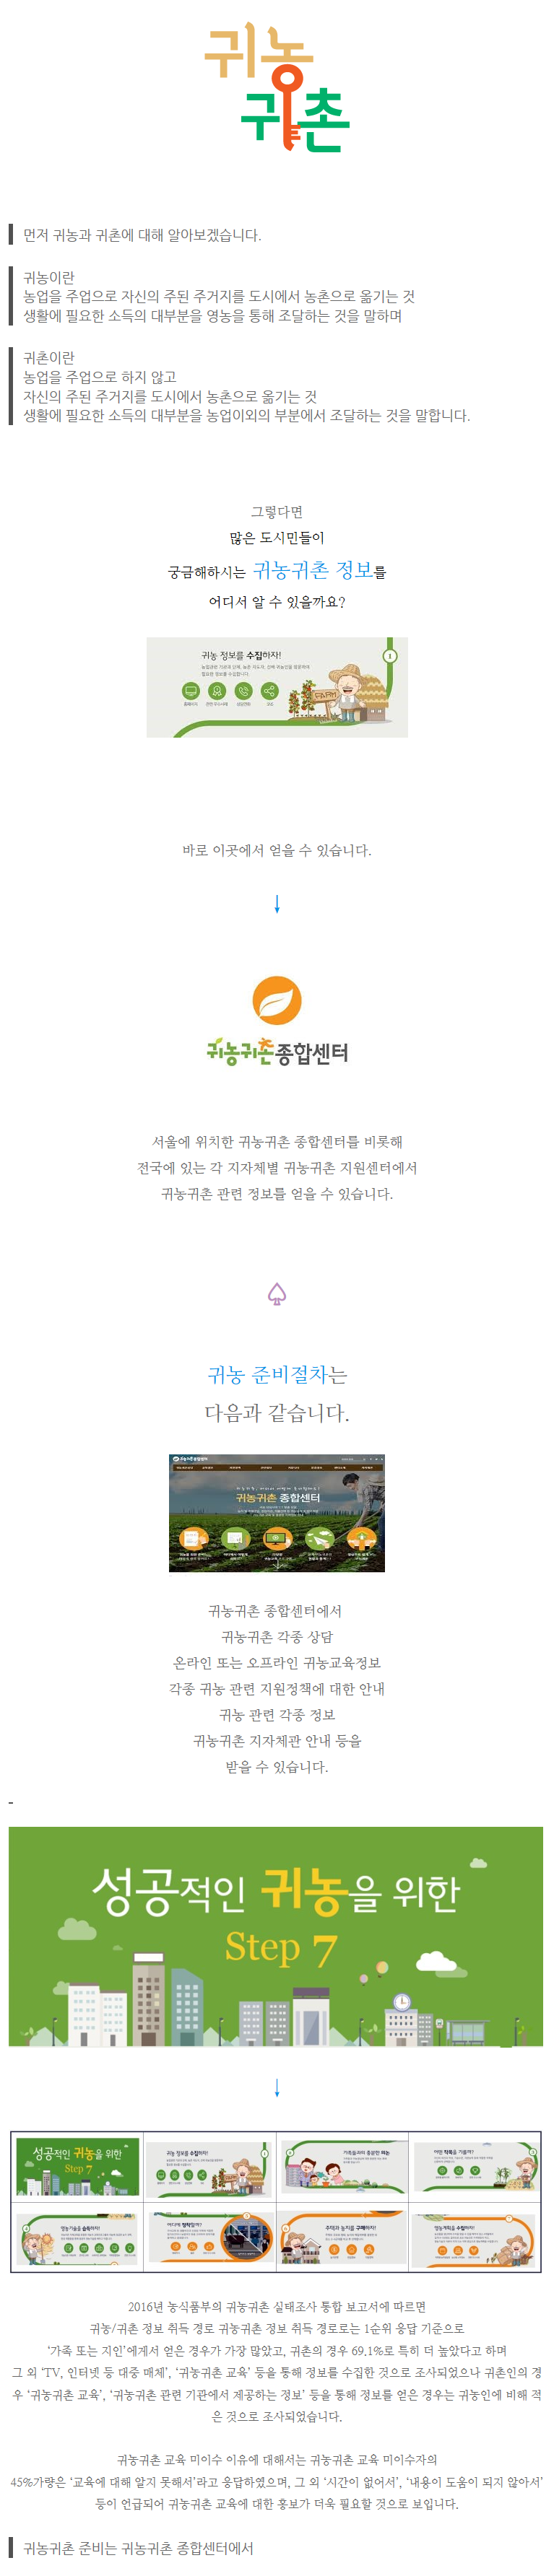 귀농
귀촌
먼저 귀농과 귀촌에 대해 알아보겠습니다.
귀농이란
농업을 주업으로 자신의 주된 주거지를 도시에서 농촌으로 옮기는 것
생활에 필요한 소득의 대부분을 영농을 통해 조달하는 것을 말하며
귀촌이란
농업을 주업으로 하지 않고
자신의 주된 주거지를 도시에서 농촌으로 옮기는 것
생활에 필요한 소득의 대부분을 농업이외의 부분에서 조달하는 것을 말합니다.
그렇다면
많은 도시민들이
궁금해하시는 귀농귀촌 정보를
어디서 알 수 있을까요?
귀농 정보를 수집하자!
1
FARM
바로 이곳에서 얻을 수 있습니다.
귀농귀촌종합센터
서울에 위치한 귀농귀촌 종합센터를 비롯해
전국에 있는 각 지자체별 귀농귀촌 지원센터에서
귀농귀촌 관련 정보를 얻을 수 있습니다.
귀농 준비절차는
다음과 같습니다.
귀농귀촌 종합센터
귀농귀촌 종합센터에서
귀농귀촌 각종 상담
온라인 또는 오프라인 귀농교육정보
각종 귀농 관련 지원정책에 대한 안내
귀농 관련 각종 정보
귀농귀촌 지자체관 안내 등을
받을 수 있습니다.
-
성공적인 귀농을 위한
Step 7
성공적인 귀농을 위한
Step 7
귀농 정보를 수집하자!
가족들과의 충분한 의논
어떤 작목을 기를까?
영농기술을 습득하자!
어디에 정착할까?
주택과 농지를 구매하자!
영농계획을 수립하자!
2016년 농식품부의 귀농귀촌 실태조사 통합 보고서에 따르면
귀농/귀촌 정보 취득 경로 귀농귀촌 정보 취득 경로로는 1순위 응답 기준으로
‘가족 또는 지인’에게서 얻은 경우가 가장 많았고, 귀촌의 경우 69.1%로 특히 더 높았다고 하며
그 외 ‘TV, 인터넷 등 대중 매체’, ‘귀농귀촌 교육’ 등을 통해 정보를 수집한 것으로 조사되었으나 귀촌인의 경
우 ‘귀농귀촌 교육’, ‘귀농귀촌 관련 기관에서 제공하는 정보’ 등을 통해 정보를 얻은 경우는 귀농인에 비해 적
은 것으로 조사되었습니다.
귀농귀촌 교육 미이수 이유에 대해서는 귀농귀촌 교육 미이수자의
45%가량은 ‘교육에 대해 알지 못해서’라고 응답하였으며, 그 외 ‘시간이 없어서’, ‘내용이 도움이 되지 않아서’
등이 언급되어 귀농귀촌 교육에 대한 홍보가 더욱 필요할 것으로 보입니다.
귀농귀촌 준비는 귀농귀촌 종합센터에서